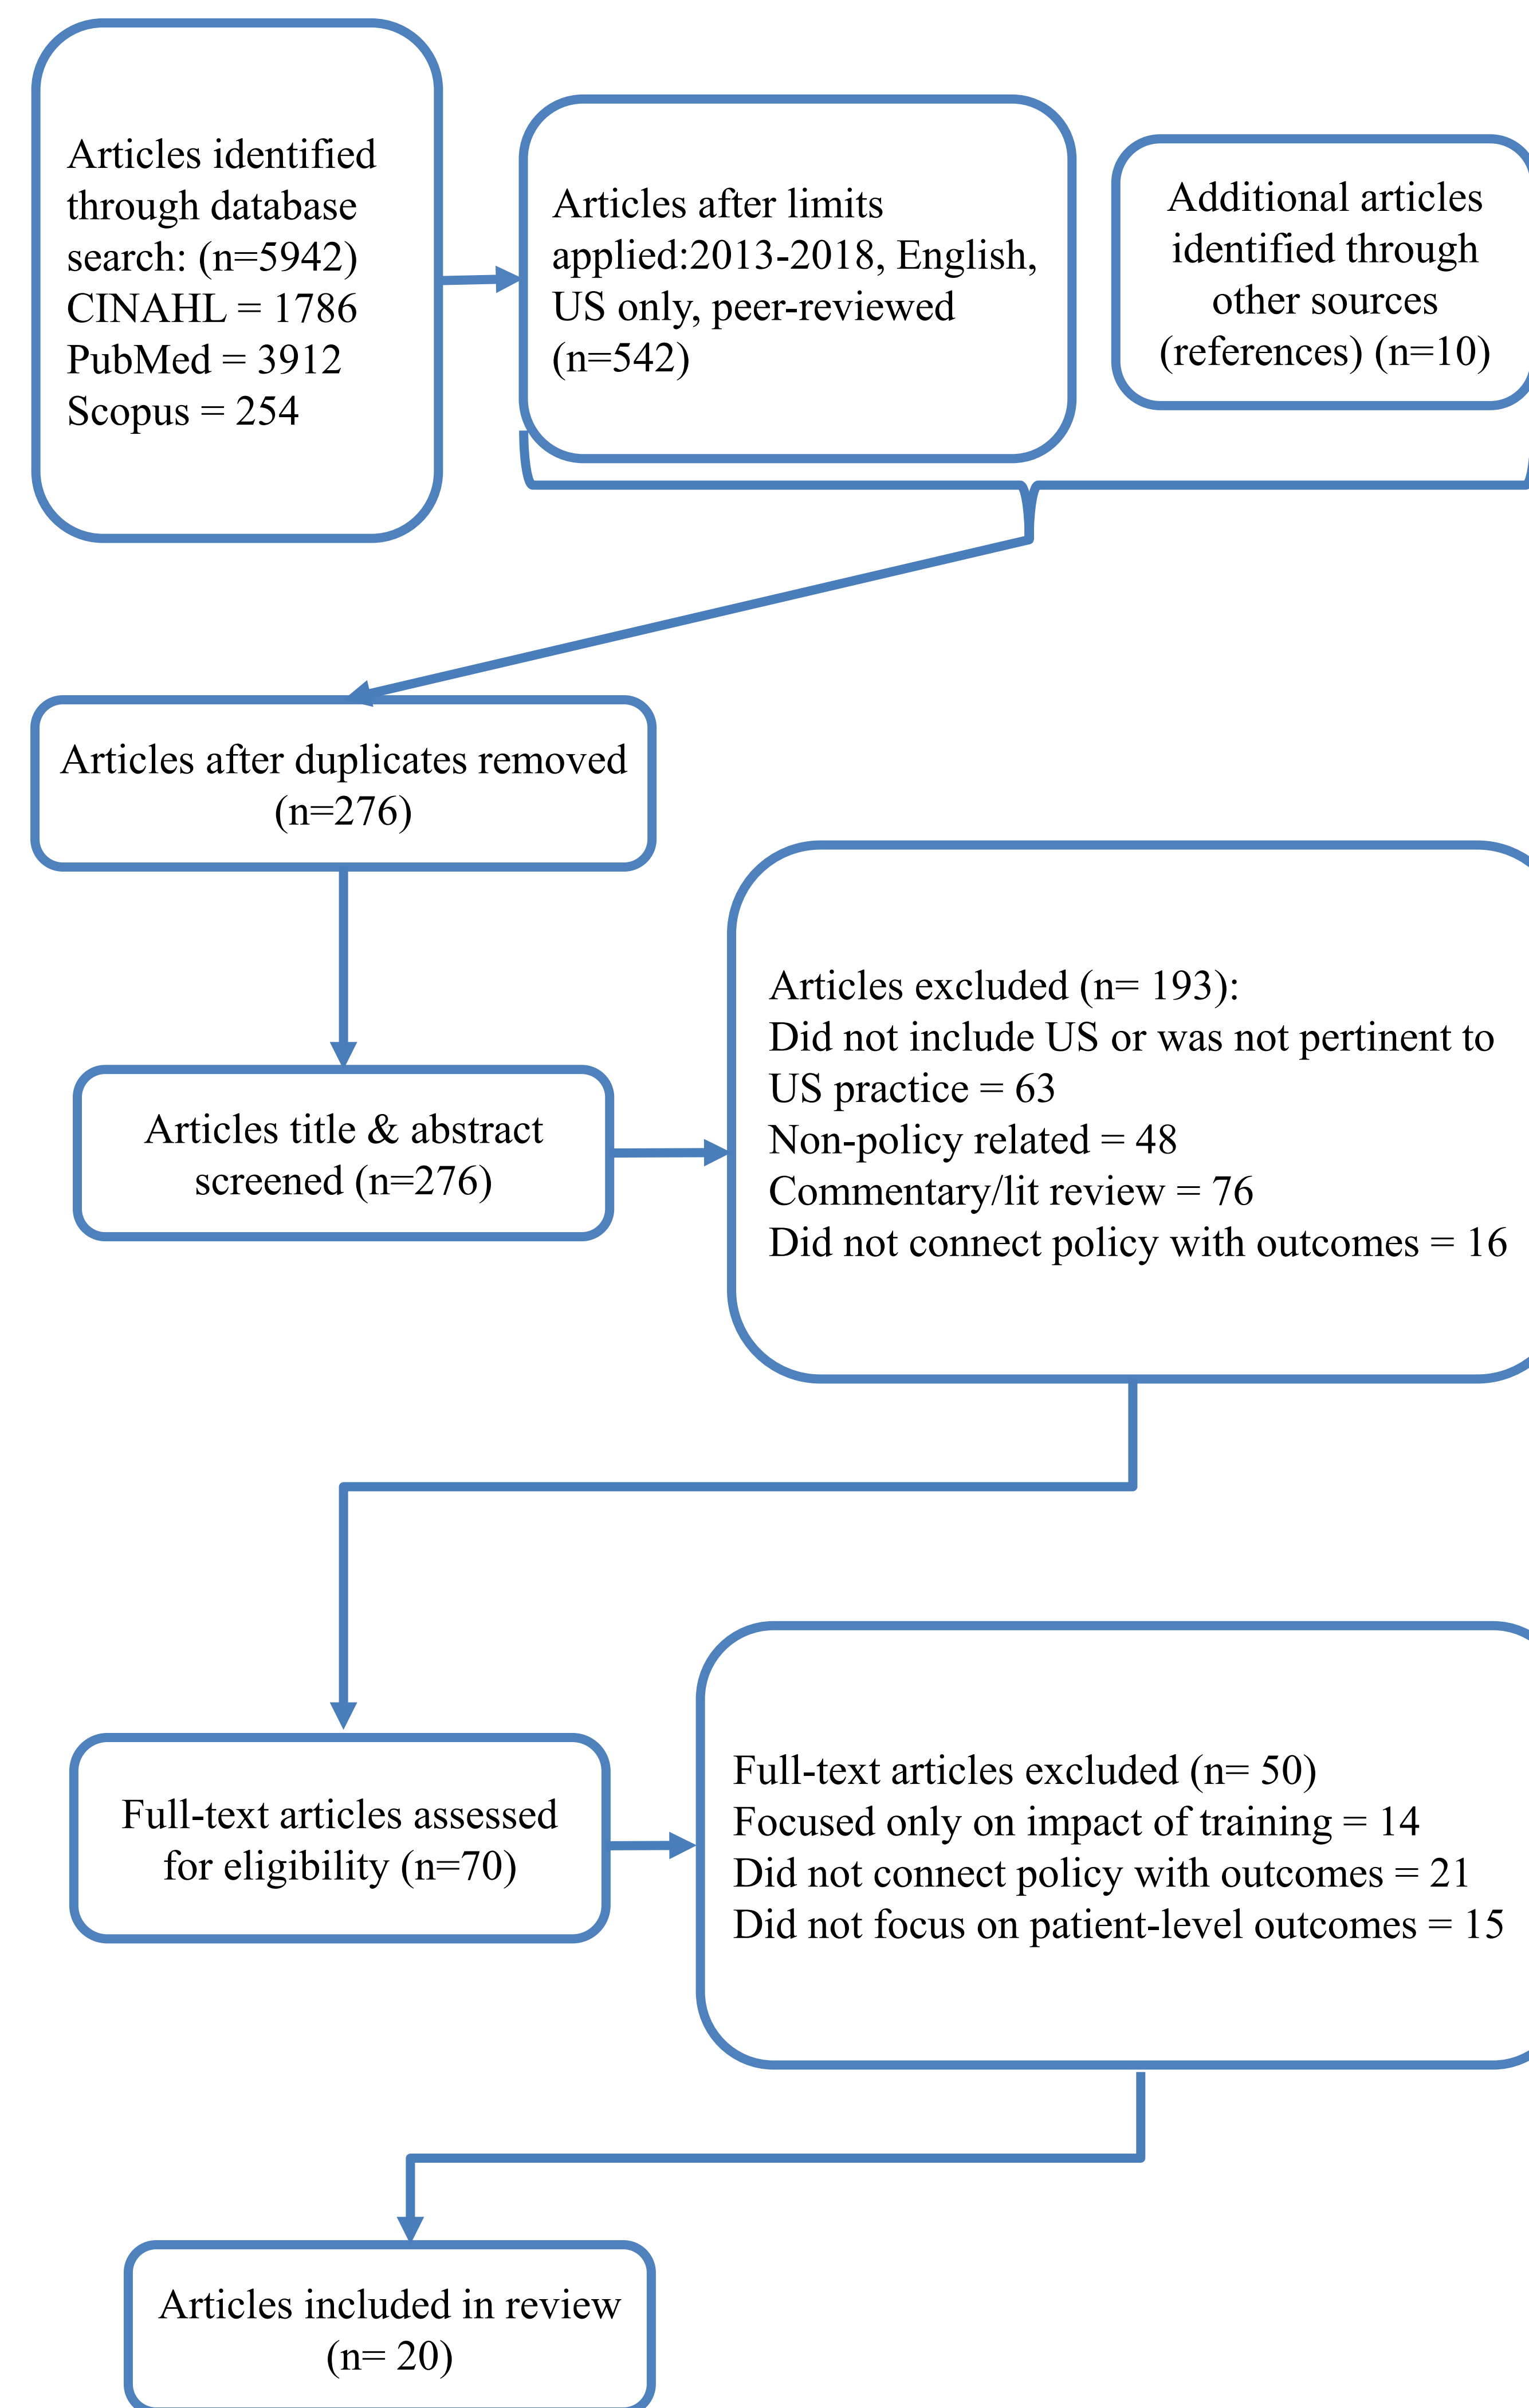 Articles identified
through database
search: (n=5942)
CINAHL = 1786
PubMed = 3912
Scopus = 254
Articles after limits
applied:2013-2018, English,
US only, peer-reviewed
(n=542)
Additional articles
identified through
other sources
(references) (n=10)
Articles after duplicates removed
(n=276)
Articles title & abstract
screened (n=276)
Articles excluded (n= 193):
Did not include US or was not pertinent to
US practice = 63
Non-policy related = 48
Commentary/lit review = 76
Did not connect policy with outcomes = 16
Full-text articles assessed
for eligibility (n=70)
Full-text articles excluded (n= 50)
Focused only on impact of training = 14
Did not connect policy with outcomes = 21
Did not focus on patient-level outcomes = 15
Articles included in review
(n= 20)